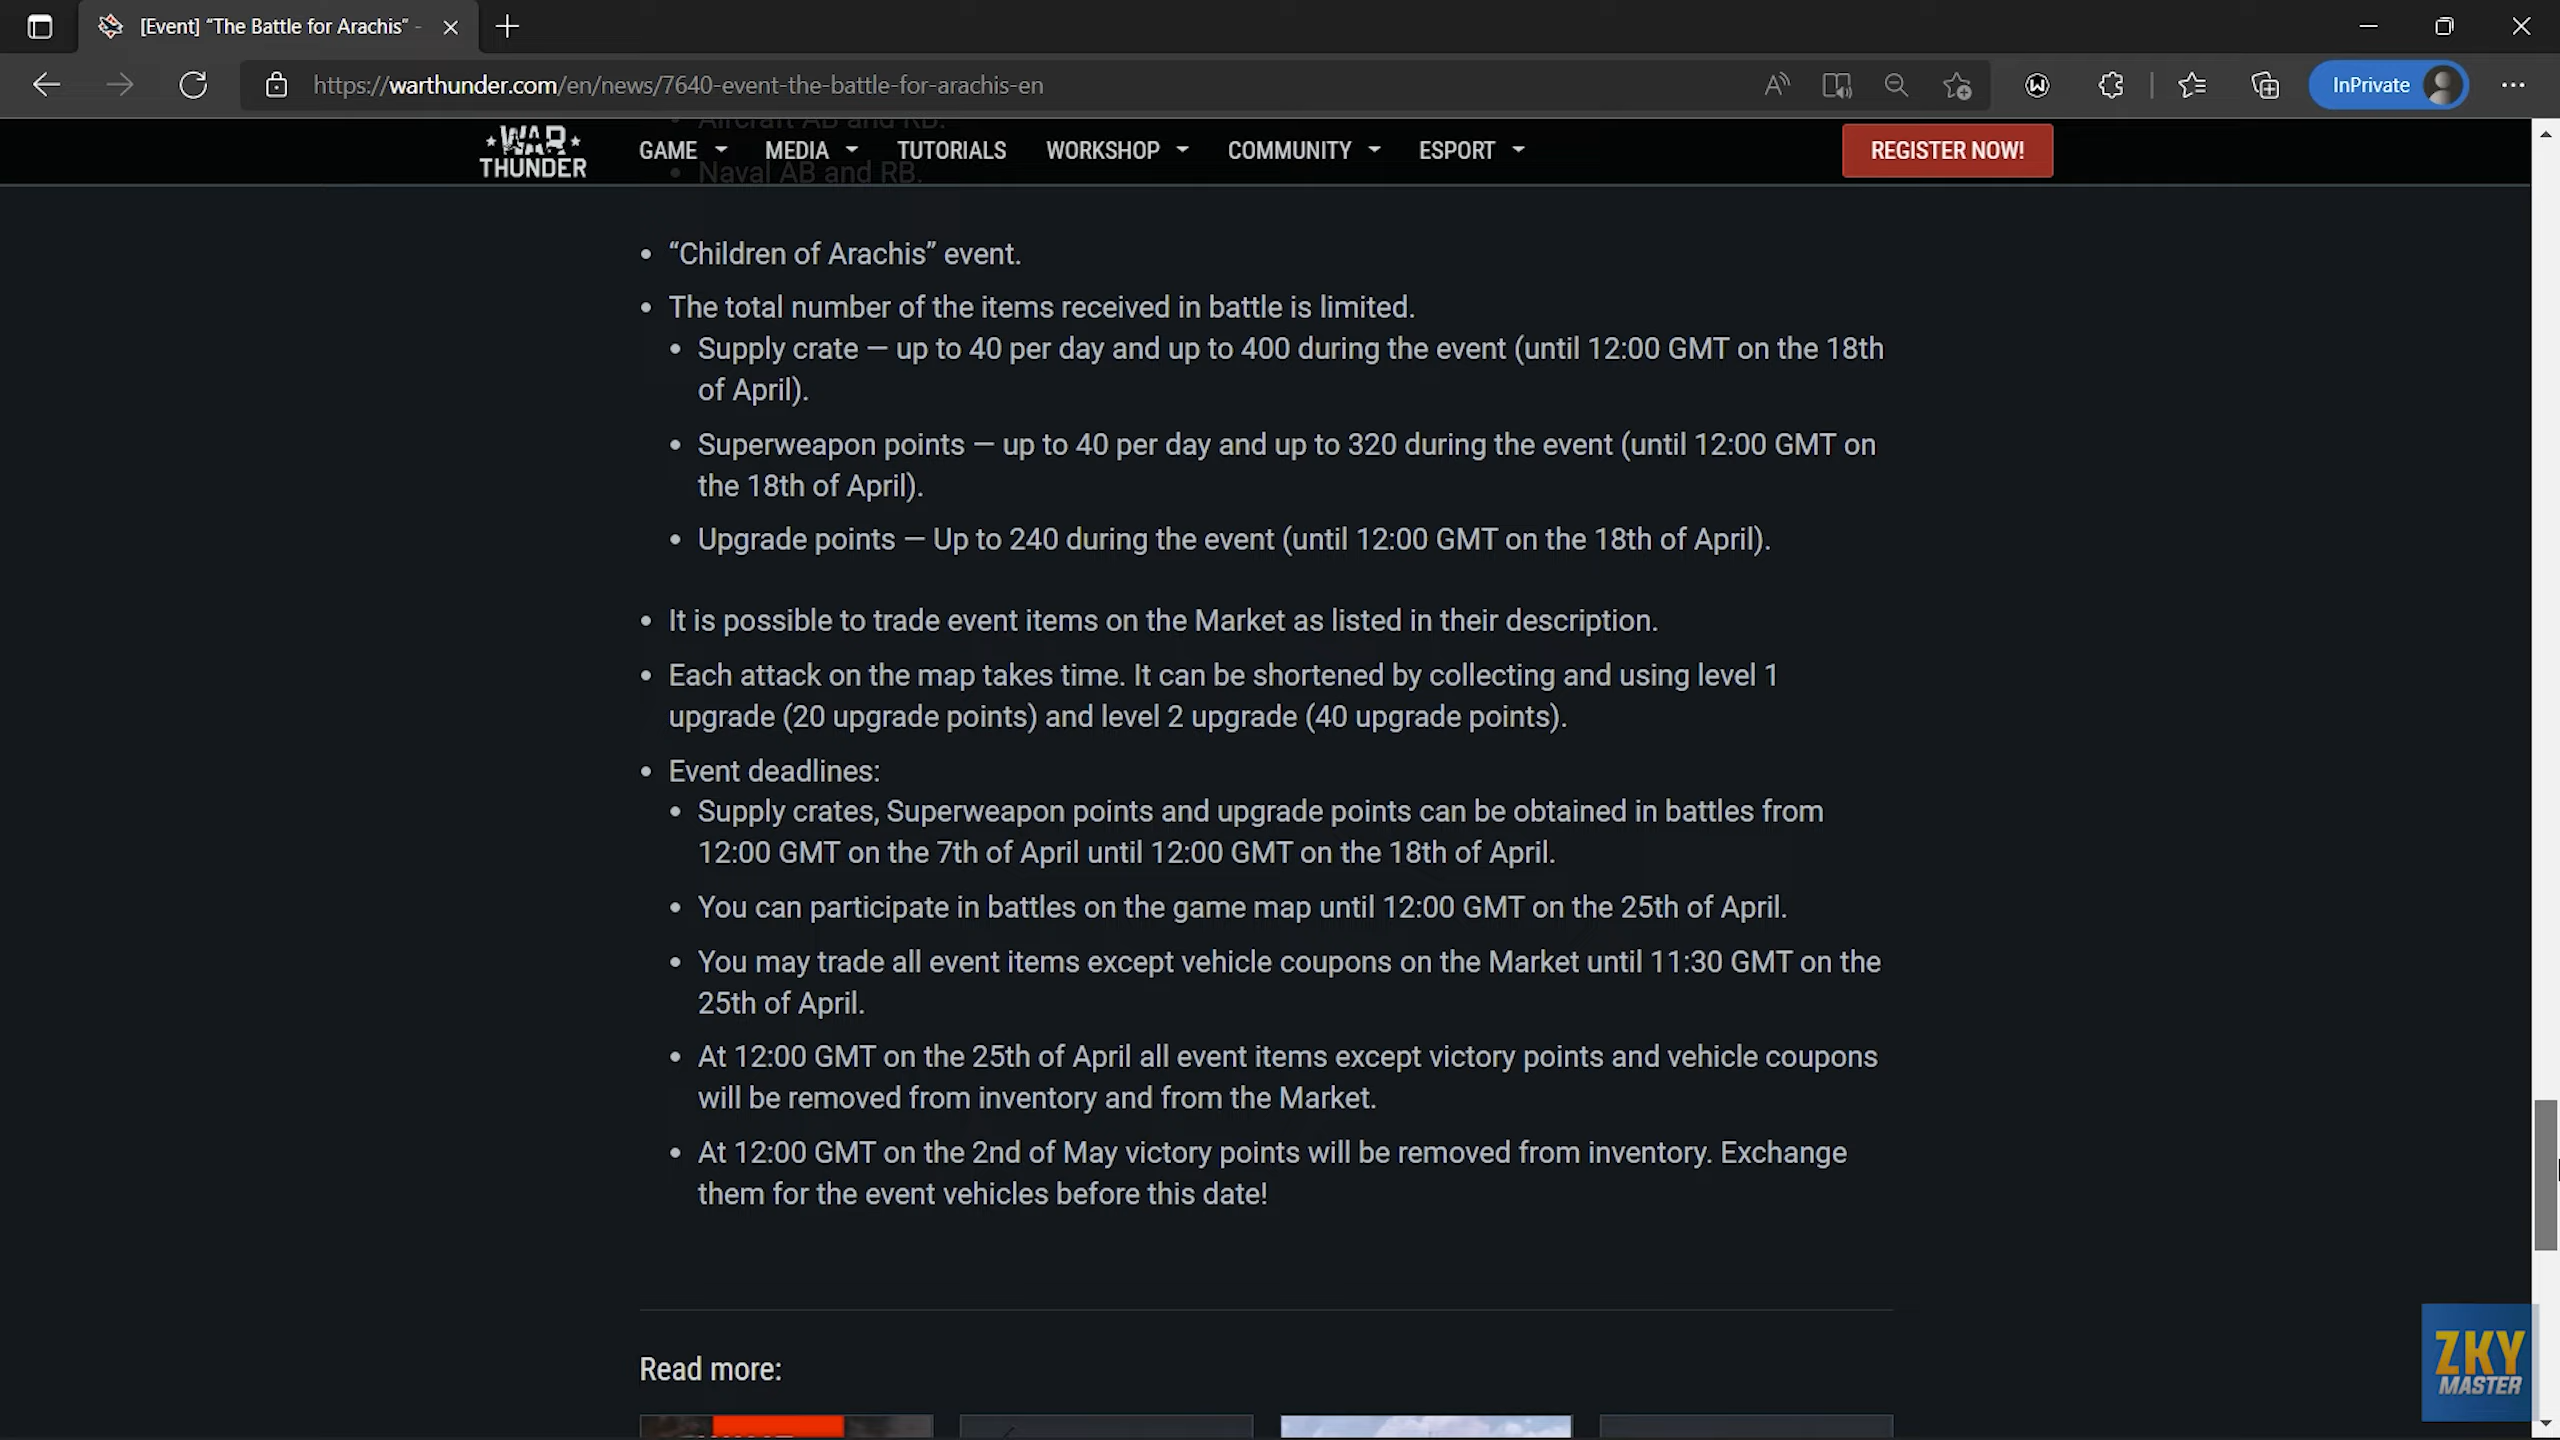 [Event] “The Battle for Arachis” -
https://warthunder.com/en/news/7640-event-the-battle-for-arachis-en
InPrivate
Aircraft AB and RB.
WAR THUNDER
GAME
MEDIA
TUTORIALS
WORKSHOP
COMMUNITY
ESPORT
REGISTER NOW!
Naval AB and RB.
“Children of Arachis” event.
The total number of the items received in battle is limited.
Supply crate — up to 40 per day and up to 400 during the event (until 12:00 GMT on the 18th
of April).
Superweapon points — up to 40 per day and up to 320 during the event (until 12:00 GMT on
the 18th of April).
Upgrade points — Up to 240 during the event (until 12:00 GMT on the 18th of April).
It is possible to trade event items on the Market as listed in their description.
Each attack on the map takes time. It can be shortened by collecting and using level 1
upgrade (20 upgrade points) and level 2 upgrade (40 upgrade points).
Event deadlines:
Supply crates, Superweapon points and upgrade points can be obtained in battles from
12:00 GMT on the 7th of April until 12:00 GMT on the 18th of April.
You can participate in battles on the game map until 12:00 GMT on the 25th of April.
You may trade all event items except vehicle coupons on the Market until 11:30 GMT on the
25th of April.
At 12:00 GMT on the 25th of April all event items except victory points and vehicle coupons
will be removed from inventory and from the Market.
At 12:00 GMT on the 2nd of May victory points will be removed from inventory. Exchange
them for the event vehicles before this date!
Read more:
ZKY
MASTER